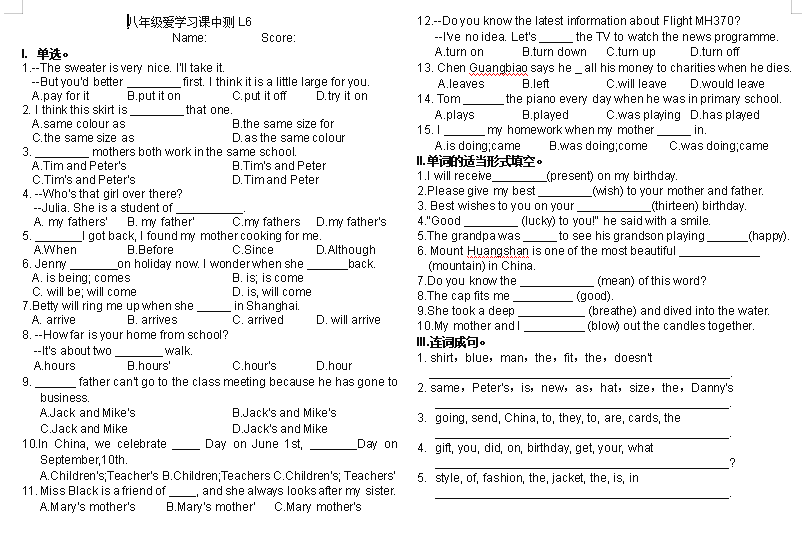 八年级爱学习课中测 L6
Name: Score:
I. 单选。
1.--The sweater is very nice. I'll take it.
--But you'd better ________ first. I think it is a little large for you.
A.pay for it B.put it on C.put it off D.try it on
2. I think this skirt is ________ that one.
A.same colour as B.the same size for
C.the same size as D.as the same colour
3. ________ mothers both work in the same school.
A.Tim and Peter's B.Tim's and Peter
C.Tim's and Peter's D.Tim and Peter
4. --Who's that girl over there?
--Julia. She is a student of __________.
A. my fathers' B. my father' C.my fathers D.my father's
5. _______I got back, I found my mother cooking for me.
A.When B.Before C.Since D.Although
6. Jenny _______on holiday now. I wonder when she ______back.
A. is being; comes B. is; is come
C. will be; will come D. is, will come
7.Betty will ring me up when she _____ in Shanghai.
A. arrive B. arrives C. arrived D. will arrive
8. --How far is your home from school?
--It's about two _______ walk.
A.hours B.hours' C.hour's D.hour
9. ______ father can't go to the class meeting because he has gone to
business.
A.Jack and Mike's B.Jack's and Mike's
C.Jack and Mike D.Jack's and Mike
10.In China, we celebrate ____ Day on June 1st, _______Day on
September,10th.
A.Children's;Teacher's B.Children;Teachers C.Children's; Teachers'
11. Miss Black is a friend of ____, and she always looks after my sister.
A.Mary's mother's B.Mary's mother' C.Mary mother's
12.--Do you know the latest information about Flight MH370?
--I've no idea. Let's _____ the TV to watch the news programme.
A.turn on B.turn down C.turn up D.turn off
13. Chen Guangbiao says he _ all his money to charities when he dies.
A.leaves B.left C.will leave D.would leave
14. Tom ______the piano every day when he was in primary school.
A.plays B.played C.was playing D.has played
15. I ______ my homework when my mother _____ in.
A.is doing;came B.was doing;come C.was doing;came
II.单词的适当形式填空。
1.I will receive________(present) on my birthday.
2.Please give my best ________(wish) to your mother and father.
3. Best wishes to you on your ___________(thirteen) birthday.
4."Good ________ (lucky) to you!" he said with a smile.
5.The grandpa was _____ to see his grandson playing ______(happy).
6. Mount Huangshan is one of the most beautiful ____________
(mountain) in China.
7.Do you know the ___________ (mean) of this word?
8.The cap fits me _________ (good).
9.She took a deep __________ (breathe) and dived into the water.
10.My mother and I _________ (blow) out the candles together.
III.连词成句。
1. shirt，blue，man，the，fit，the，doesn't
____________________________________________.
2. same，Peter's，is，new，as，hat，size，the，Danny's
____________________________________________.
3. going, send, China, to, they, to, are, cards, the
____________________________________________.
4. gift, you, did, on, birthday, get, your, what
____________________________________________?
5. style, of, fashion, the, jacket, the, is, in
____________________________________________.